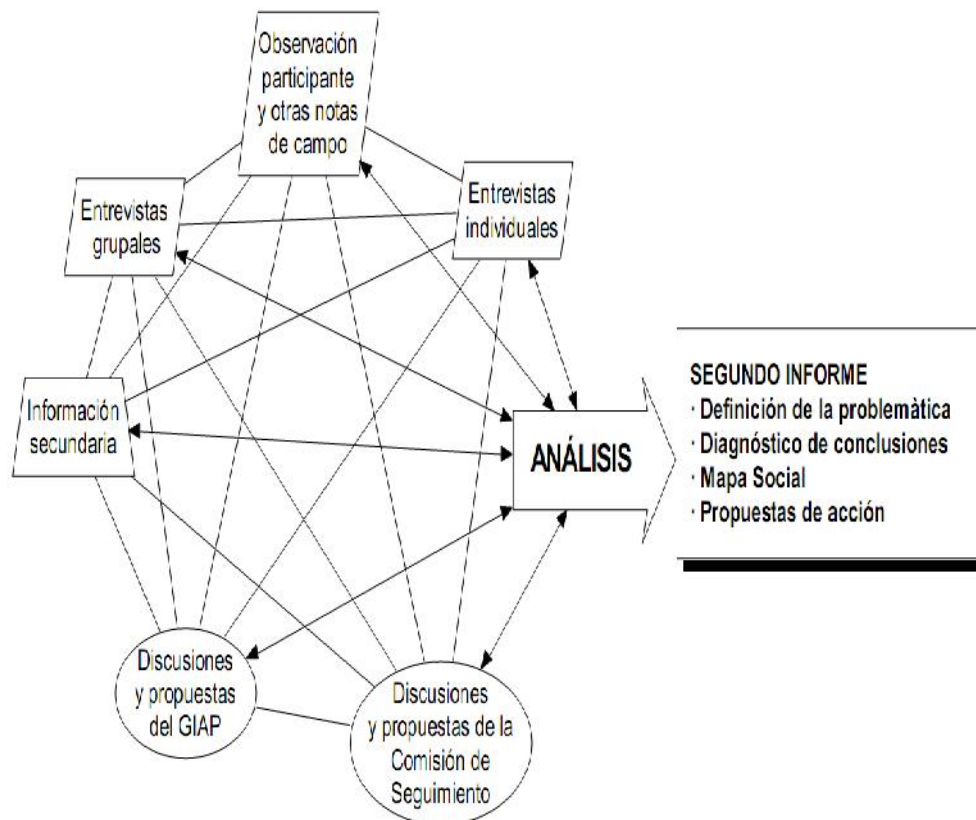 Observación
participante
y otras notas
de campo
Entrevistas
grupales
Entrevistas
individuales
Información
secundaria
ANÁLISIS
SEGUNDO INFORME
· Definición de la problemàtica
· Diagnóstico de conclusiones
· Mapa Social
· Propuestas de acción
Discusiones
y propuestas
del GIAP
Discusiones
y propuestas de la
Comisión de
Seguimiento